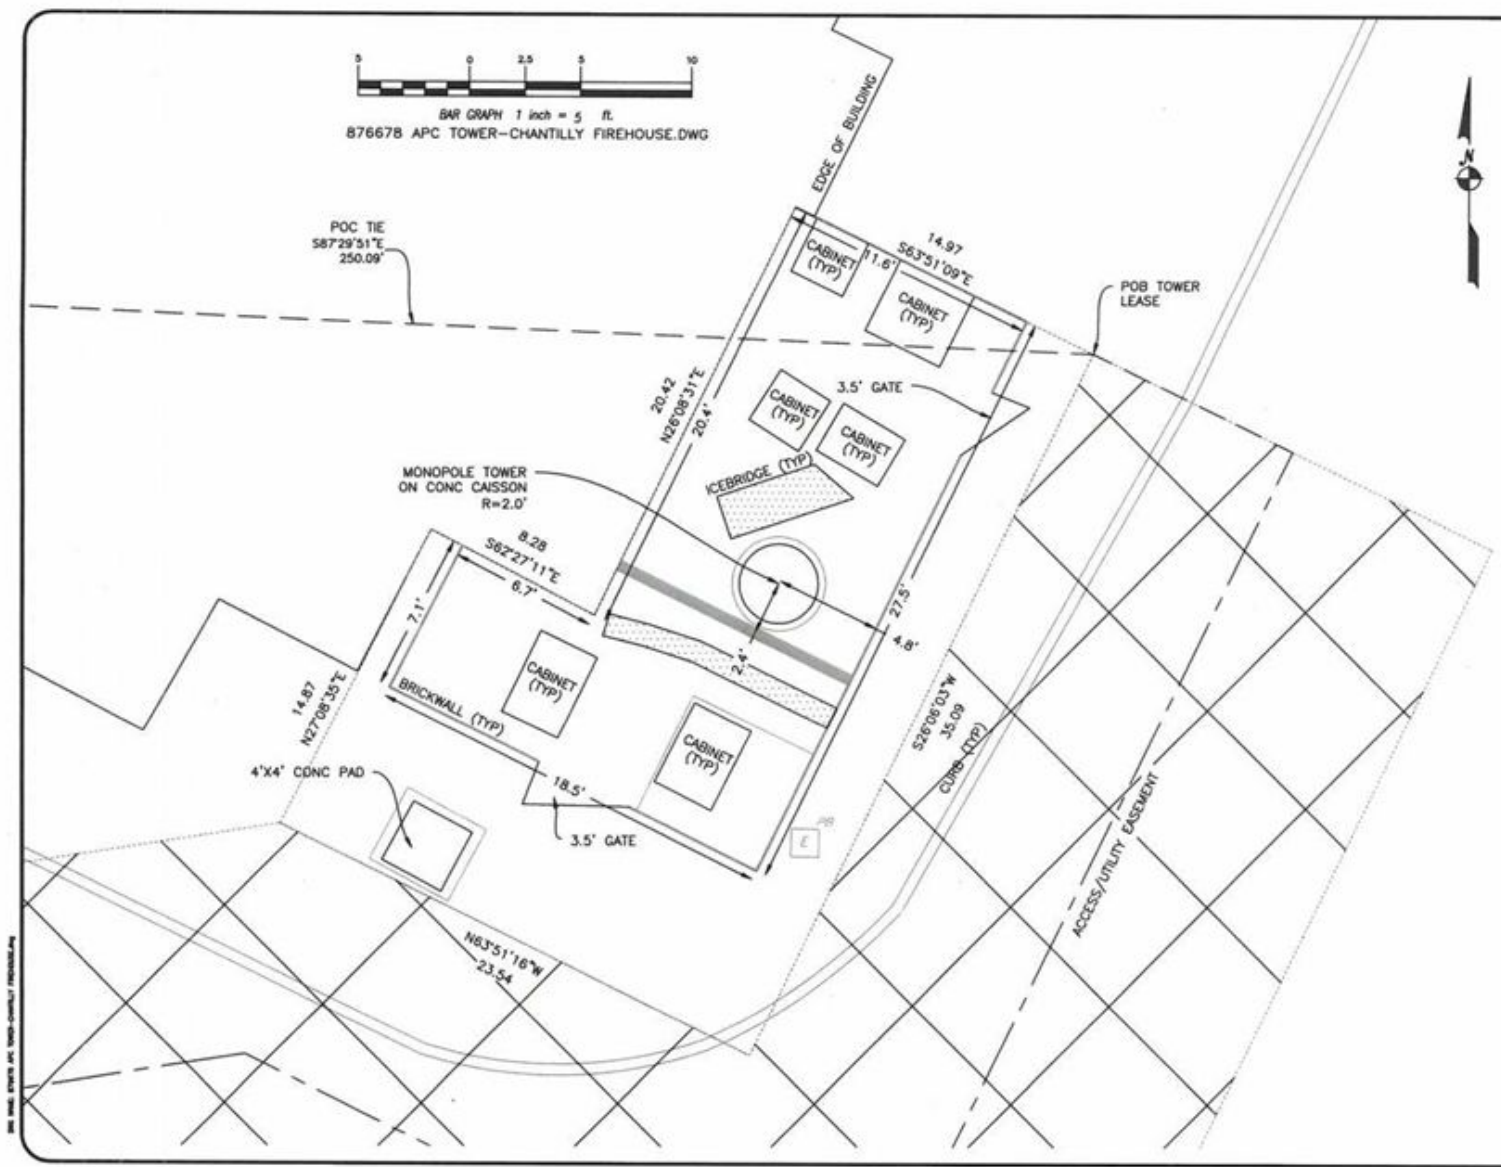 5 0 2.5 5 10
BAR GRAPH 1 inch = 5 ft.
876678 APC TOWER-CHANTILLY FIREHOUSE.DWG
N
EDGE OF BUILDING
POC TIE
S87°29'51"E
250.09'
14.97
S63°51'09"E
11.6'
CABINET
(TYP)
CABINET
(TYP)
POB TOWER
LEASE
3.5' GATE
20.42
N26°08'31"E
20.4'
CABINET
(TYP)
CABINET
(TYP)
ICEBRIDGE (TYP)
MONOPOLE TOWER
ON CONC CAISSON
R=2.0'
8.28
S62°27'11"E
6.7'
7.1'
27.5'
4.8'
2.4'
14.87
N27°08'35"E
BRICKWALL (TYP)
CABINET
(TYP)
CABINET
(TYP)
S26°06'03"W
35.09
CURB (TYP)
4'X4' CONC PAD
18.5'
3.5' GATE
PB
E
ACCESS/UTILITY EASEMENT
N63°51'16"W
23.54